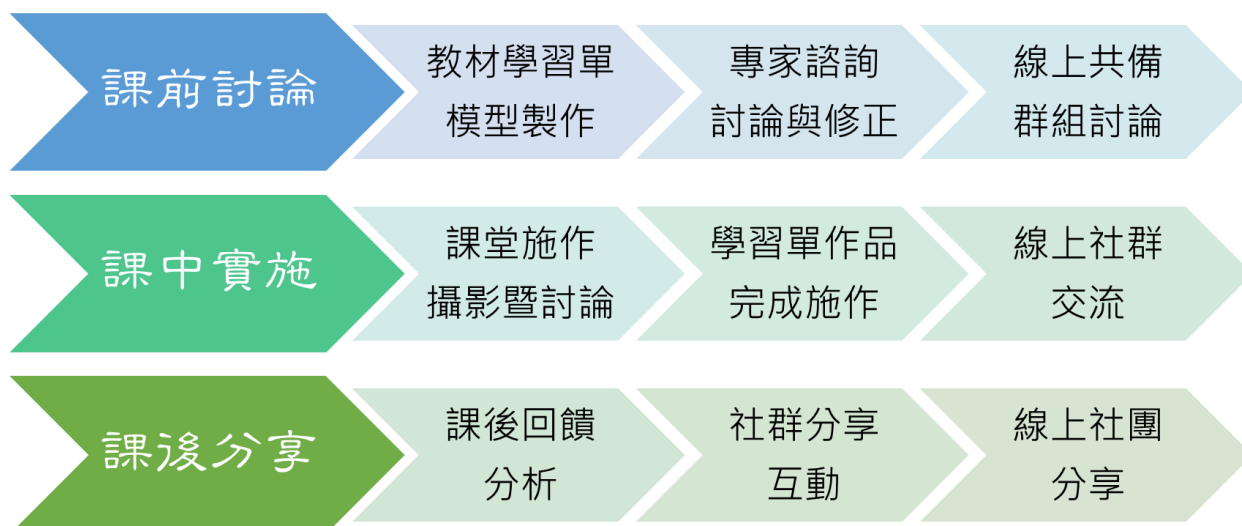 課前討論
教材學習單
模型製作
專家諮詢
討論與修正
線上共備
群組討論
課中實施
課堂施作
攝影暨討論
學習單作品
完成施作
線上社群
交流
課後分享
課後回饋
分析
社群分享
互動
線上社團
分享